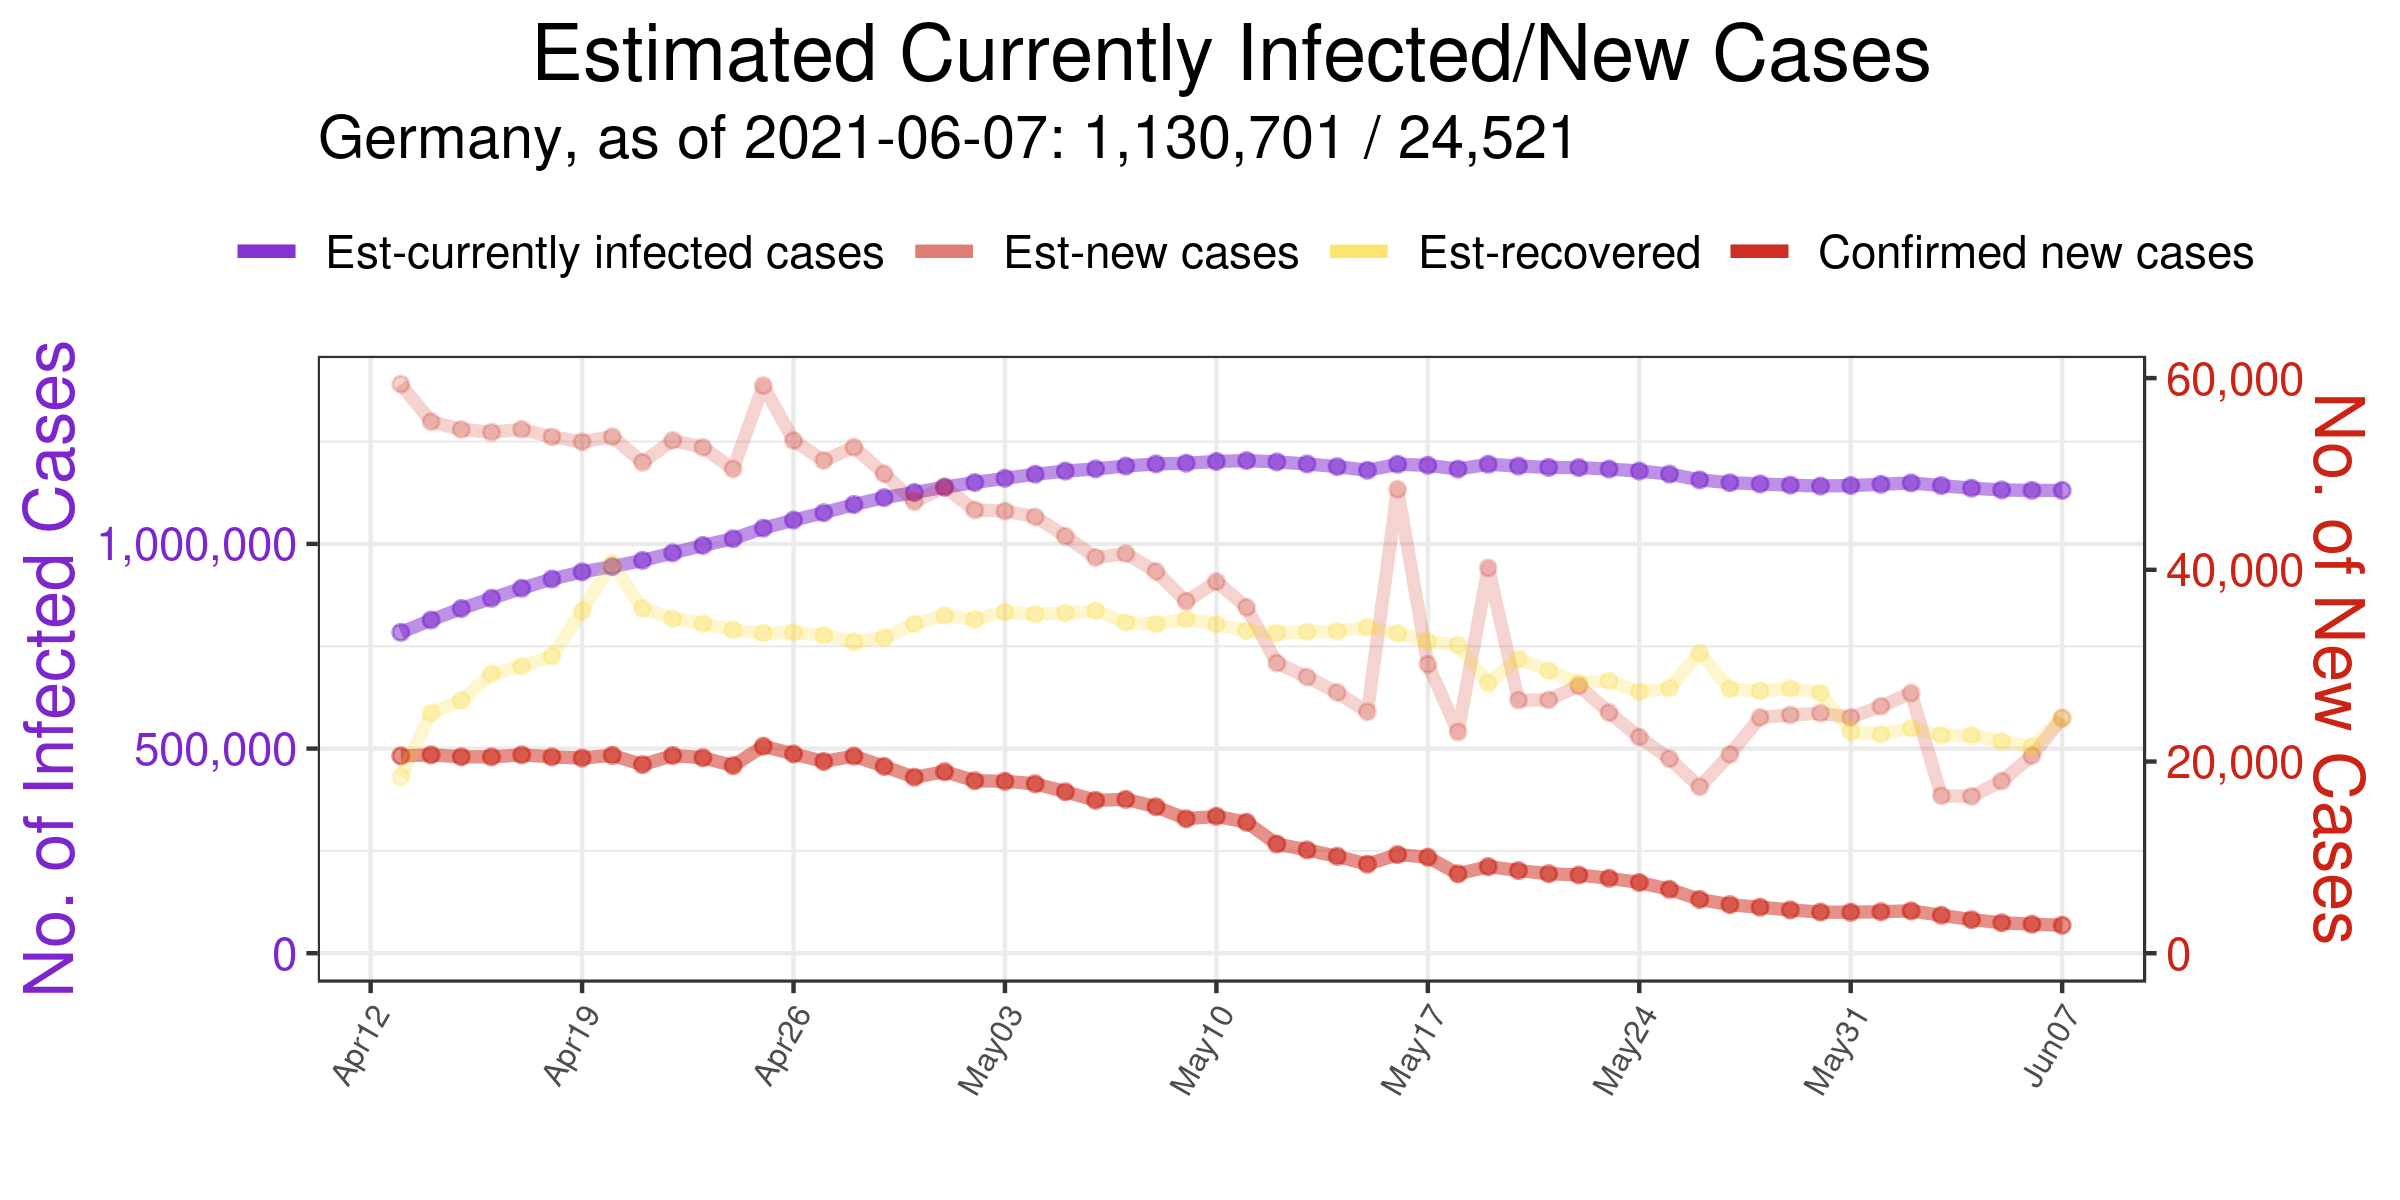 Estimated Currently Infected/New Cases
Germany, as of 2021-06-07: 1,130,701 / 24,521
Est-currently infected cases Est-new cases Est-recovered Confirmed new cases
No. of Infected Cases
1,000,000
500,000
0
60,000
40,000
20,000
0
No. of New Cases
Apr12 Apr19 Apr26 May03 May10 May17 May24 May31 Jun07